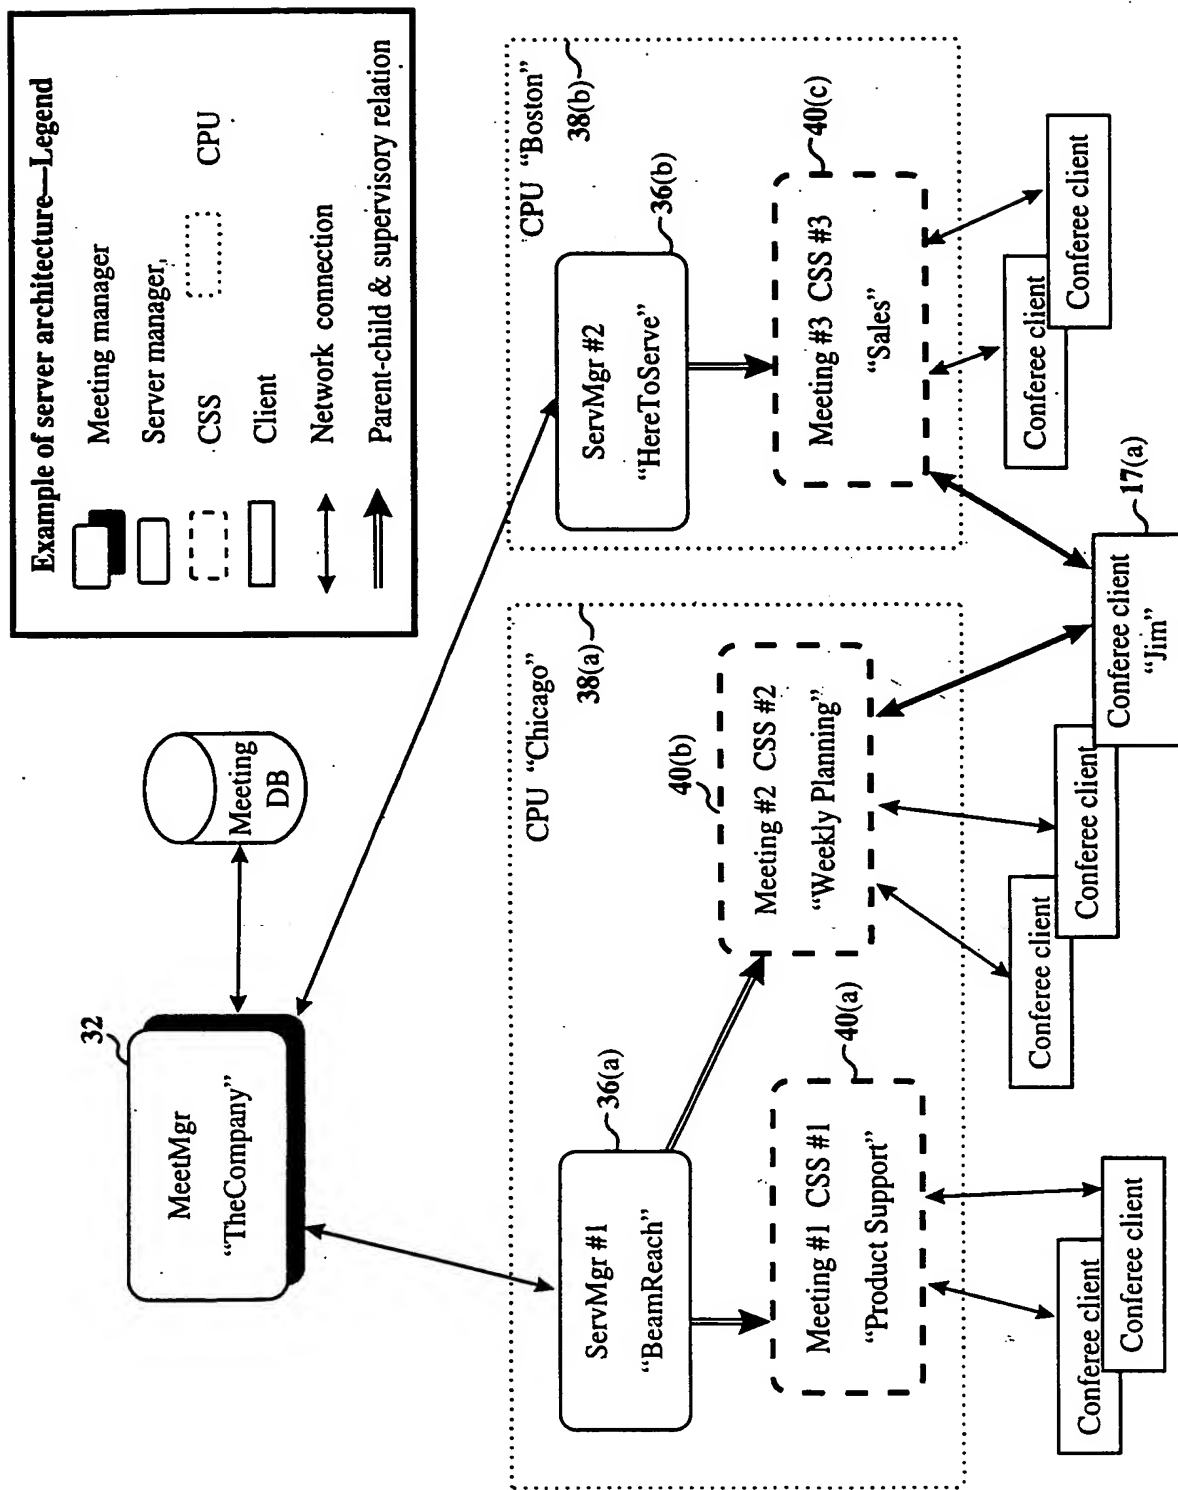 Example of server architecture—Legend
Meeting manager
Server manager
CSS
CPU
Client
Network connection
Parent-child & supervisory relation
32
MeetMgr
“TheCompany”
Meeting
DB
CPU “Chicago”
38(a)
36(a)
ServMgr #1
“BeamReach”
40(a)
Meeting #1 CSS #1
“Product Support”
40(b)
Meeting #2 CSS #2
“Weekly Planning”
CPU “Boston”
38(b)
36(b)
ServMgr #2
“HereToServe”
40(c)
Meeting #3 CSS #3
“Sales”
Conferee client
Conferee client
Conferee client
Conferee client
17(a)
Conferee client
“Jim”
Conferee client
Conferee client